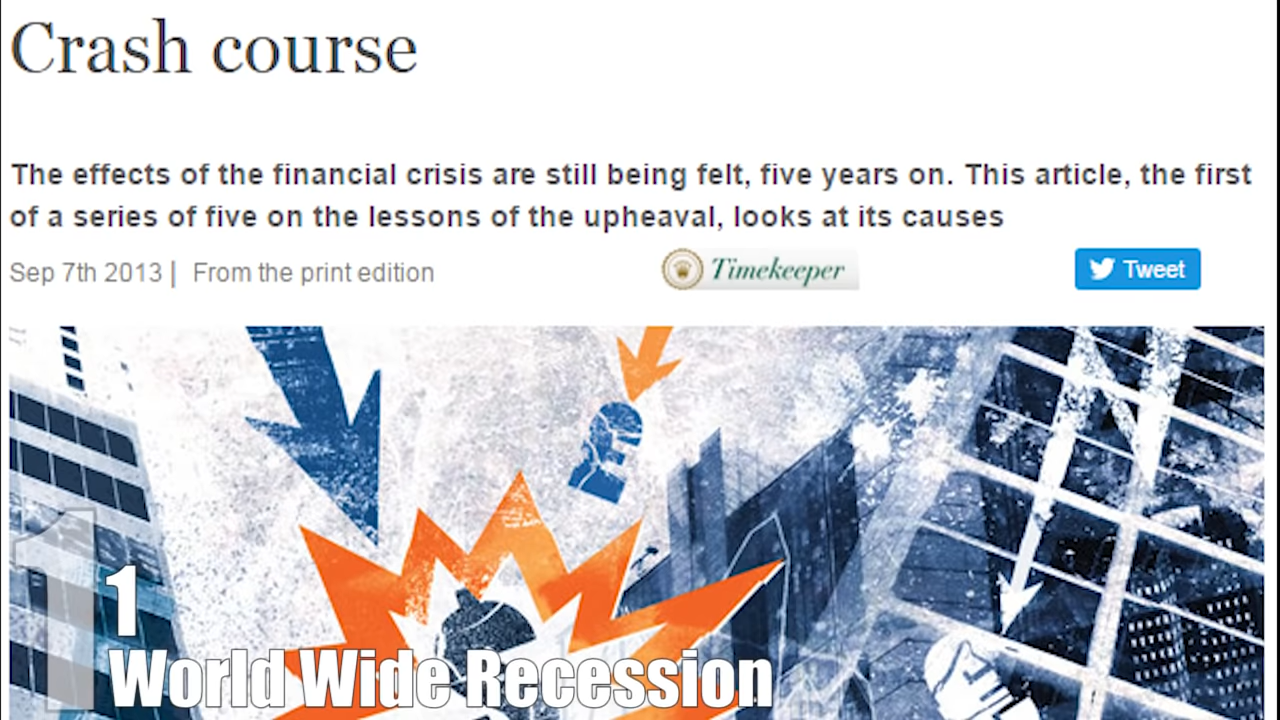 Crash course
The effects of the financial crisis are still being felt, five years on. This article, the first
of a series of five on the lessons of the upheaval, looks at its causes
Sep 7th 2013 | From the print edition
Timekeeper
Tweet
1
1
World Wide Recession